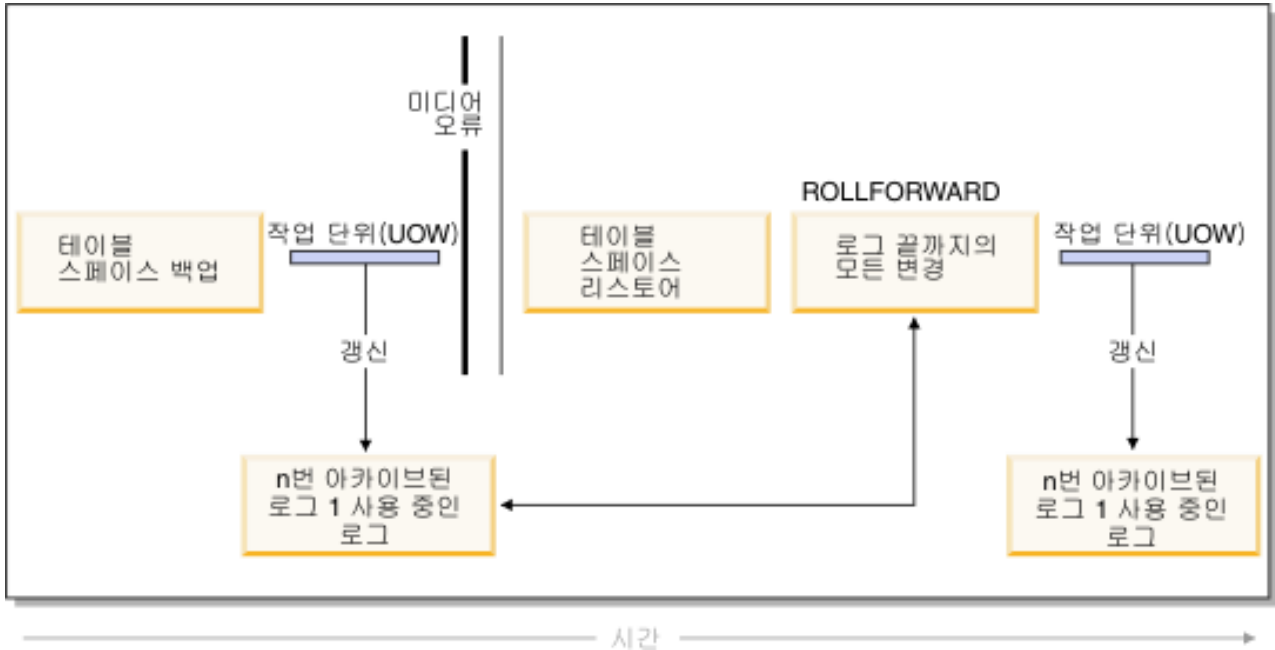 미디어
오류
ROLLFORWARD
테이블
스페이스 백업
작업 단위(UOW)
테이블
스페이스
리스토어
로그 끝까지의
모든 변경
작업 단위(UOW)
갱신
갱신
n번 아카이브된
로그 1 사용 중인
로그
n번 아카이브된
로그 1 사용 중인
로그
시간